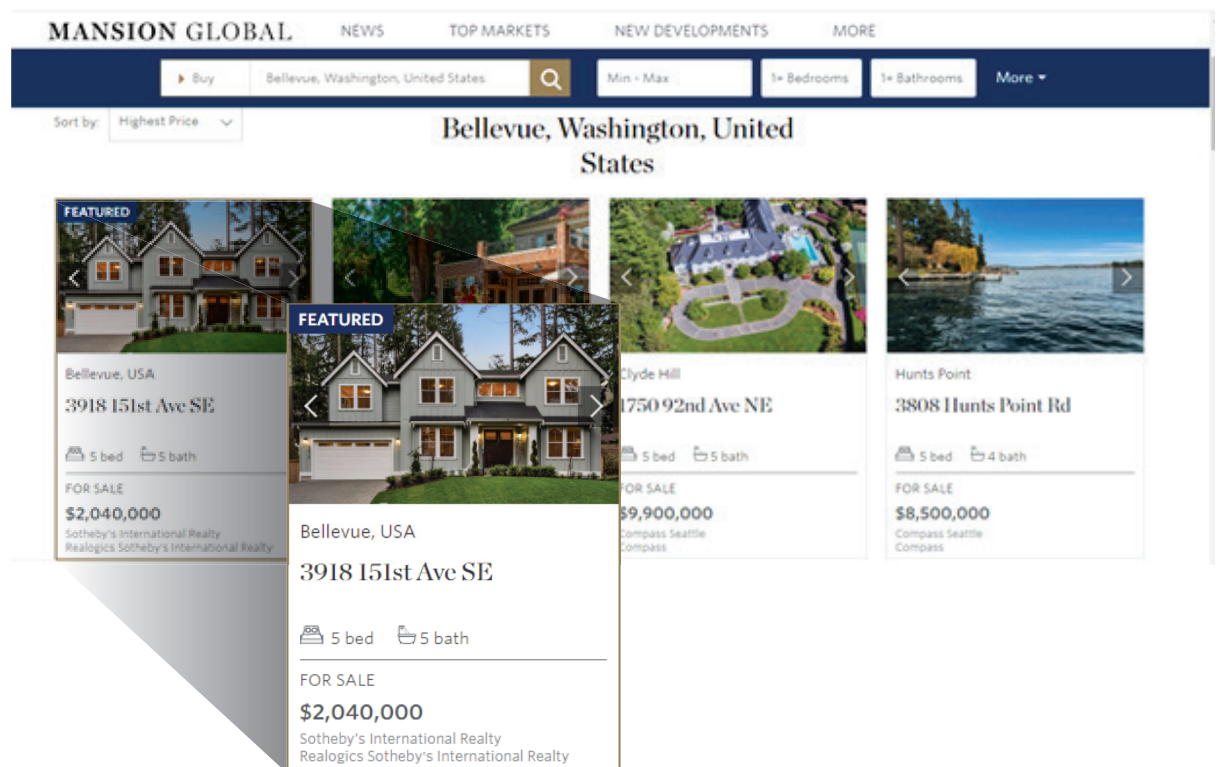 MANSION GLOBAL NEWS TOP MARKETS NEW DEVELOPMENTS MORE
Buy Bellevue, Washington, United States Min - Max 1+ Bedrooms 1+ Bathrooms More
Sort by: Highest Price
Bellevue, Washington, United
States
FEATURED
Bellevue, USA
3918 151st Ave SE
5 bed 5 bath
FOR SALE
$2,040,000
Sotheby's International Realty
Realogics Sotheby's International Realty
FEATURED
Bellevue, USA
3918 151st Ave SE
5 bed 5 bath
FOR SALE
$2,040,000
Sotheby's International Realty
Realogics Sotheby's International Realty
Clyde Hill
1750 92nd Ave NE
5 bed 5 bath
FOR SALE
$9,900,000
Compass Seattle
Compass
Hunts Point
3808 Hunts Point Rd
5 bed 4 bath
FOR SALE
$8,500,000
Compass Seattle
Compass